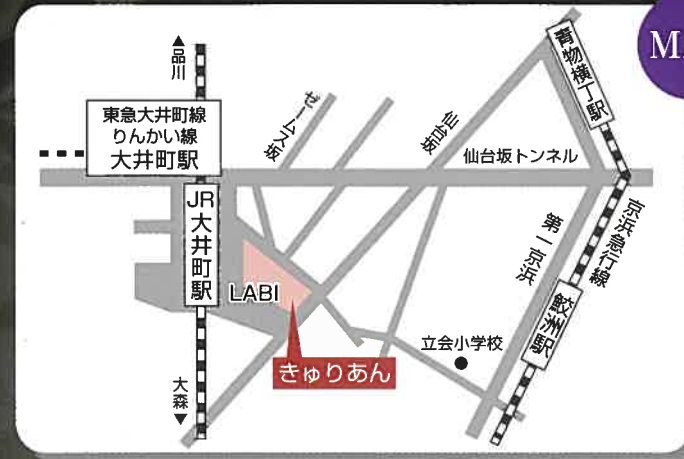 ▲品川
東急大井町線
りんかい線
大井町駅
JR大井町駅
大森▼
ゼームス坂
仙台坂
仙台坂トンネル
青物横丁駅
京浜急行線
第一京浜
鮫洲駅
立会小学校
LABI
きゅりあん